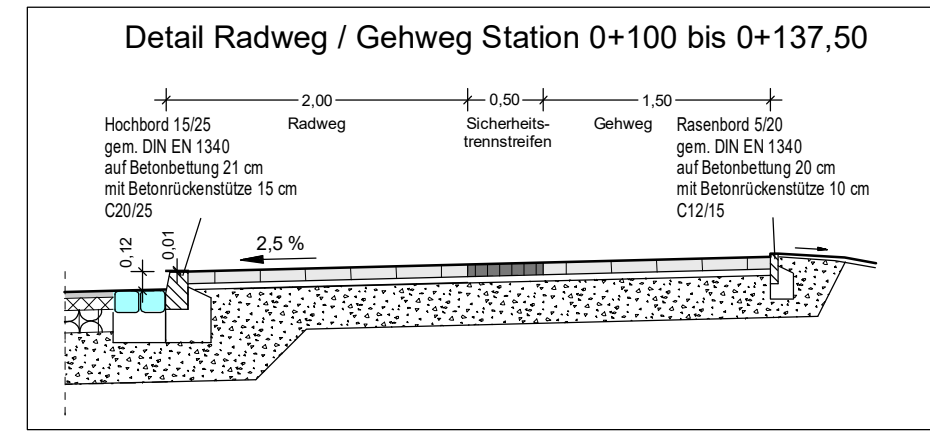 Detail Radweg / Gehweg Station 0+100 bis 0+137,50
2,00
0,50
1,50
Radweg
Sicherheits-
trennstreifen
Gehweg
Hochbord 15/25
gem. DIN EN 1340
auf Betonbettung 21 cm
mit Betonrückenstütze 15 cm
C20/25
Rasenbord 5/20
gem. DIN EN 1340
auf Betonbettung 20 cm
mit Betonrückenstütze 10 cm
C12/15
0,12
0,01
2,5 %